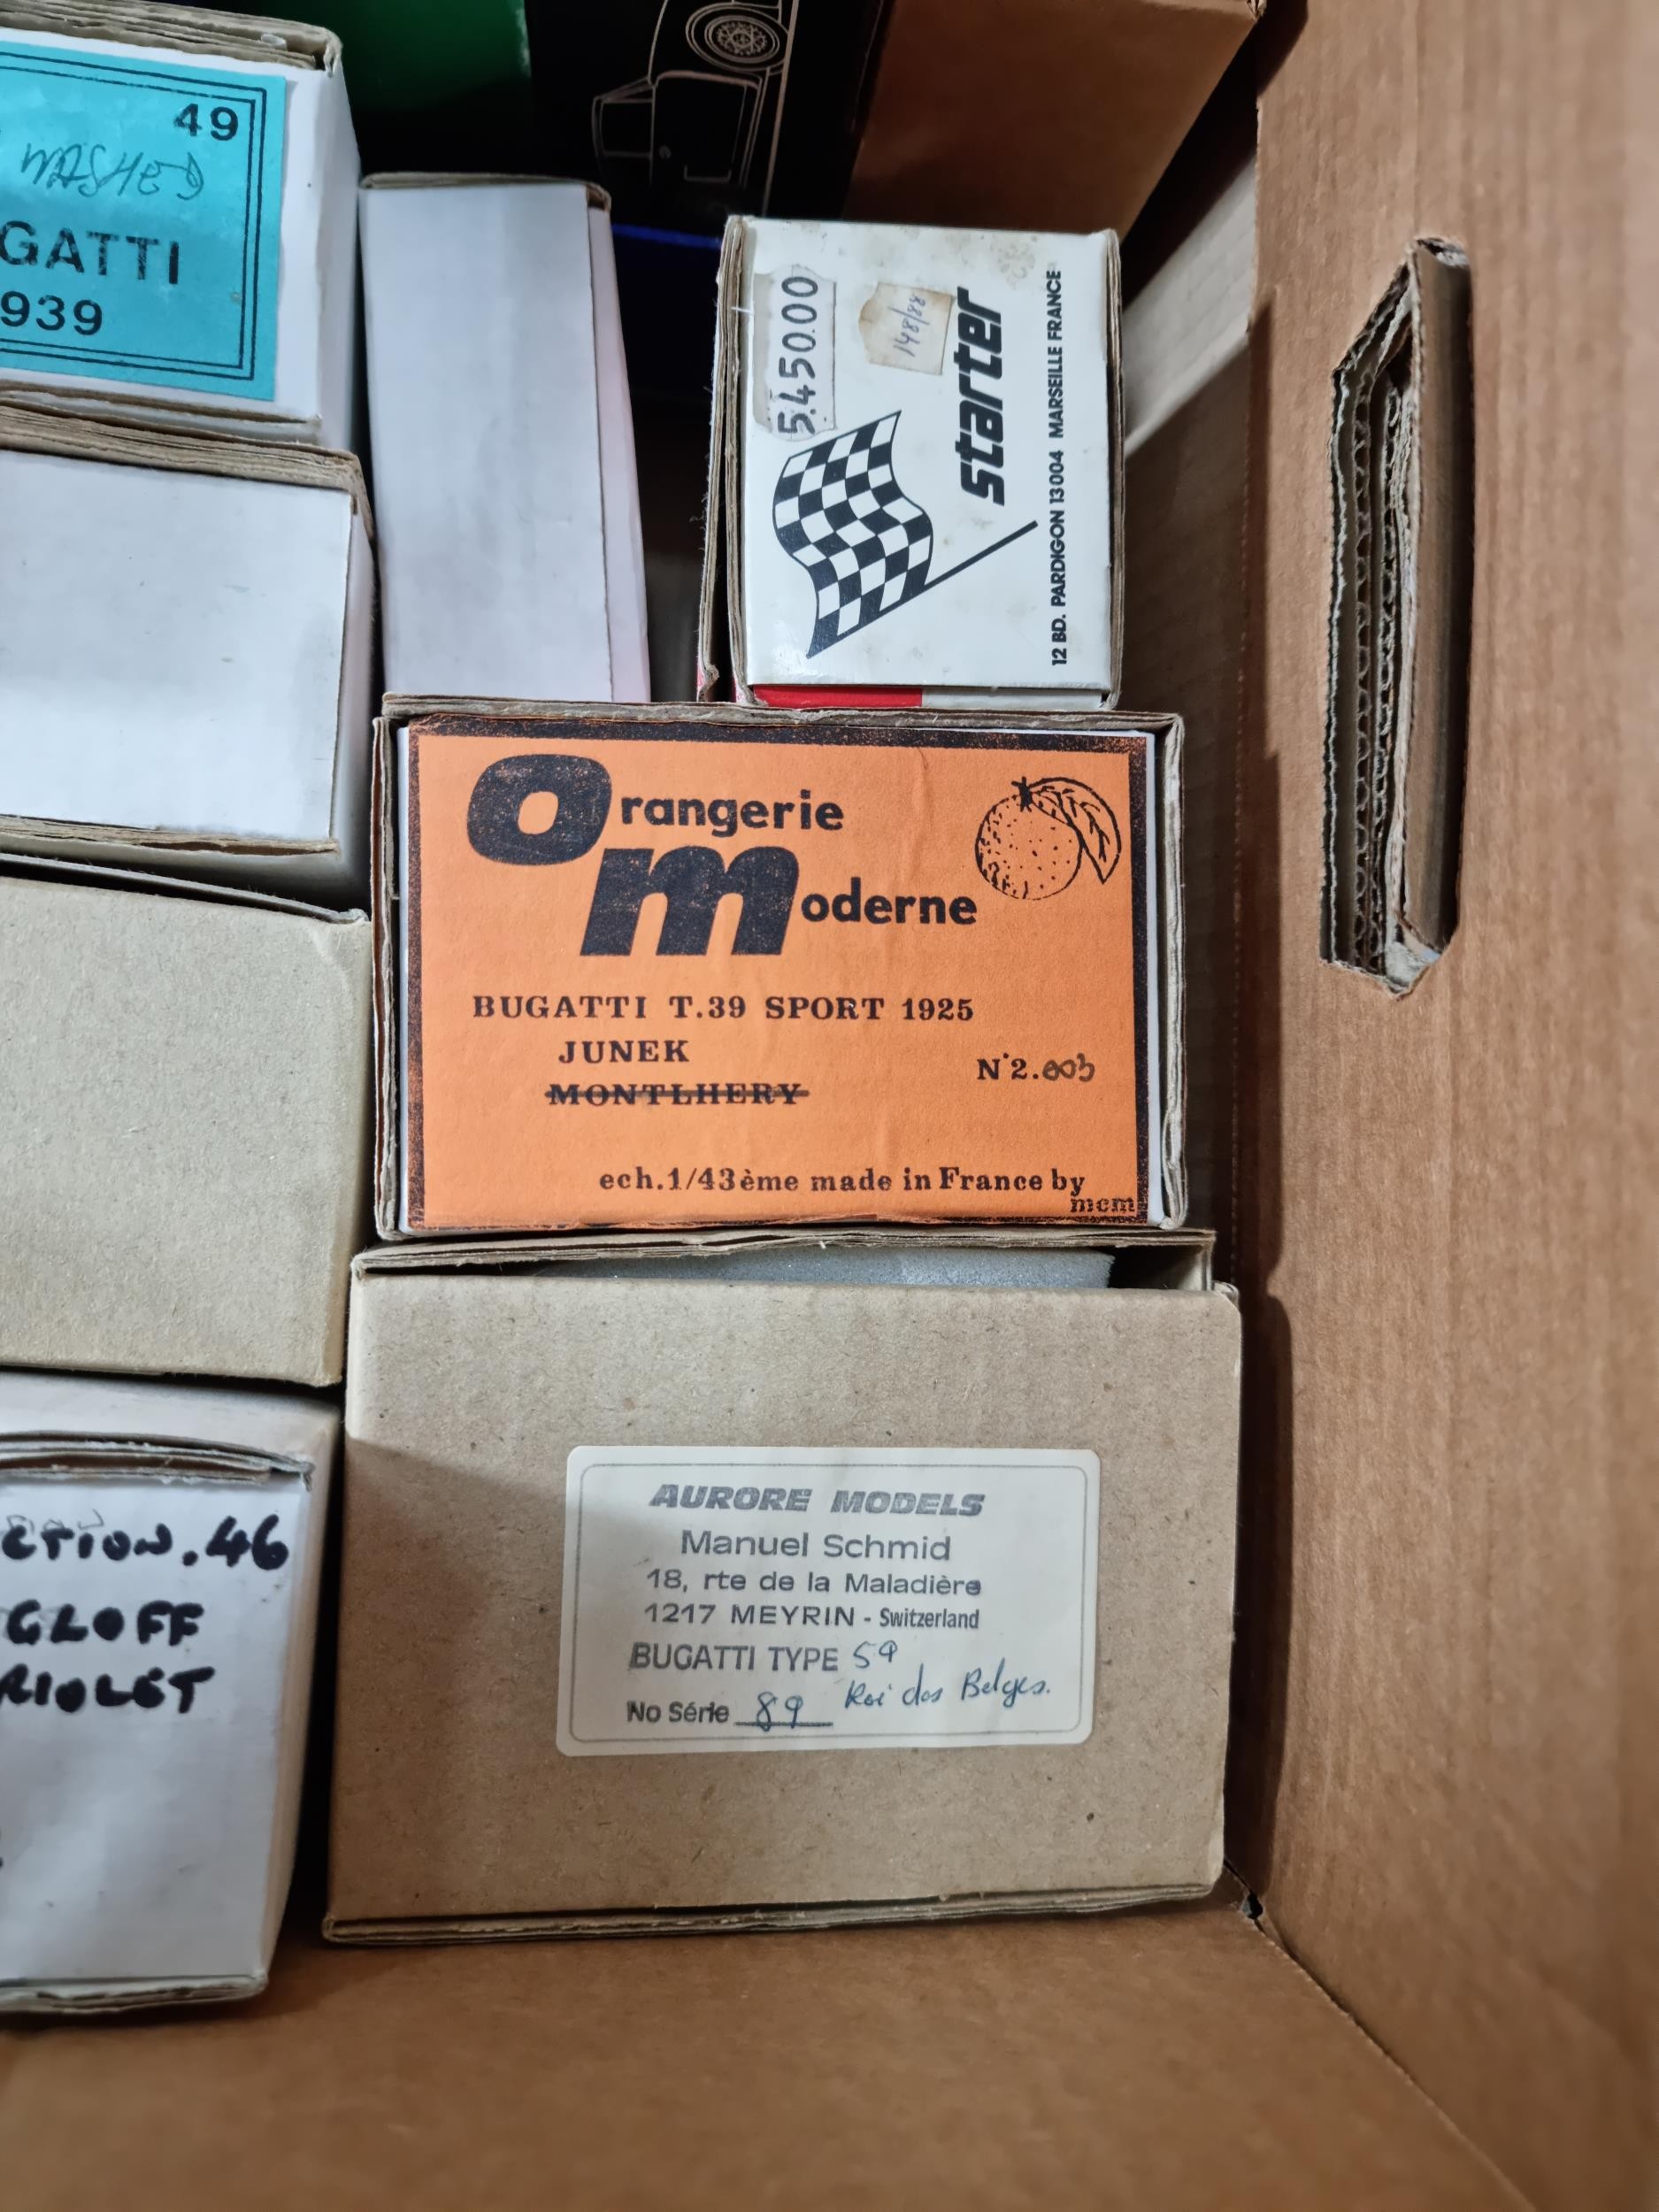 49
WASHED
GATTI
939
5.450.00
148/88
starter
12 BD. PARDIGON 13004 MARSEILLE FRANCE
Orangerie
Moderne
BUGATTI T.39 SPORT 1925
JUNEK
N°2.003
MONTLHERY
ech.1/43ème made in France by
mcm
CTION.46
GLOFF
RIOLET
AURORE MODELS
Manuel Schmid
18, rte de la Maladière
1217 MEYRIN - Switzerland
BUGATTI TYPE 59
Roi des Belges.
No Série 89